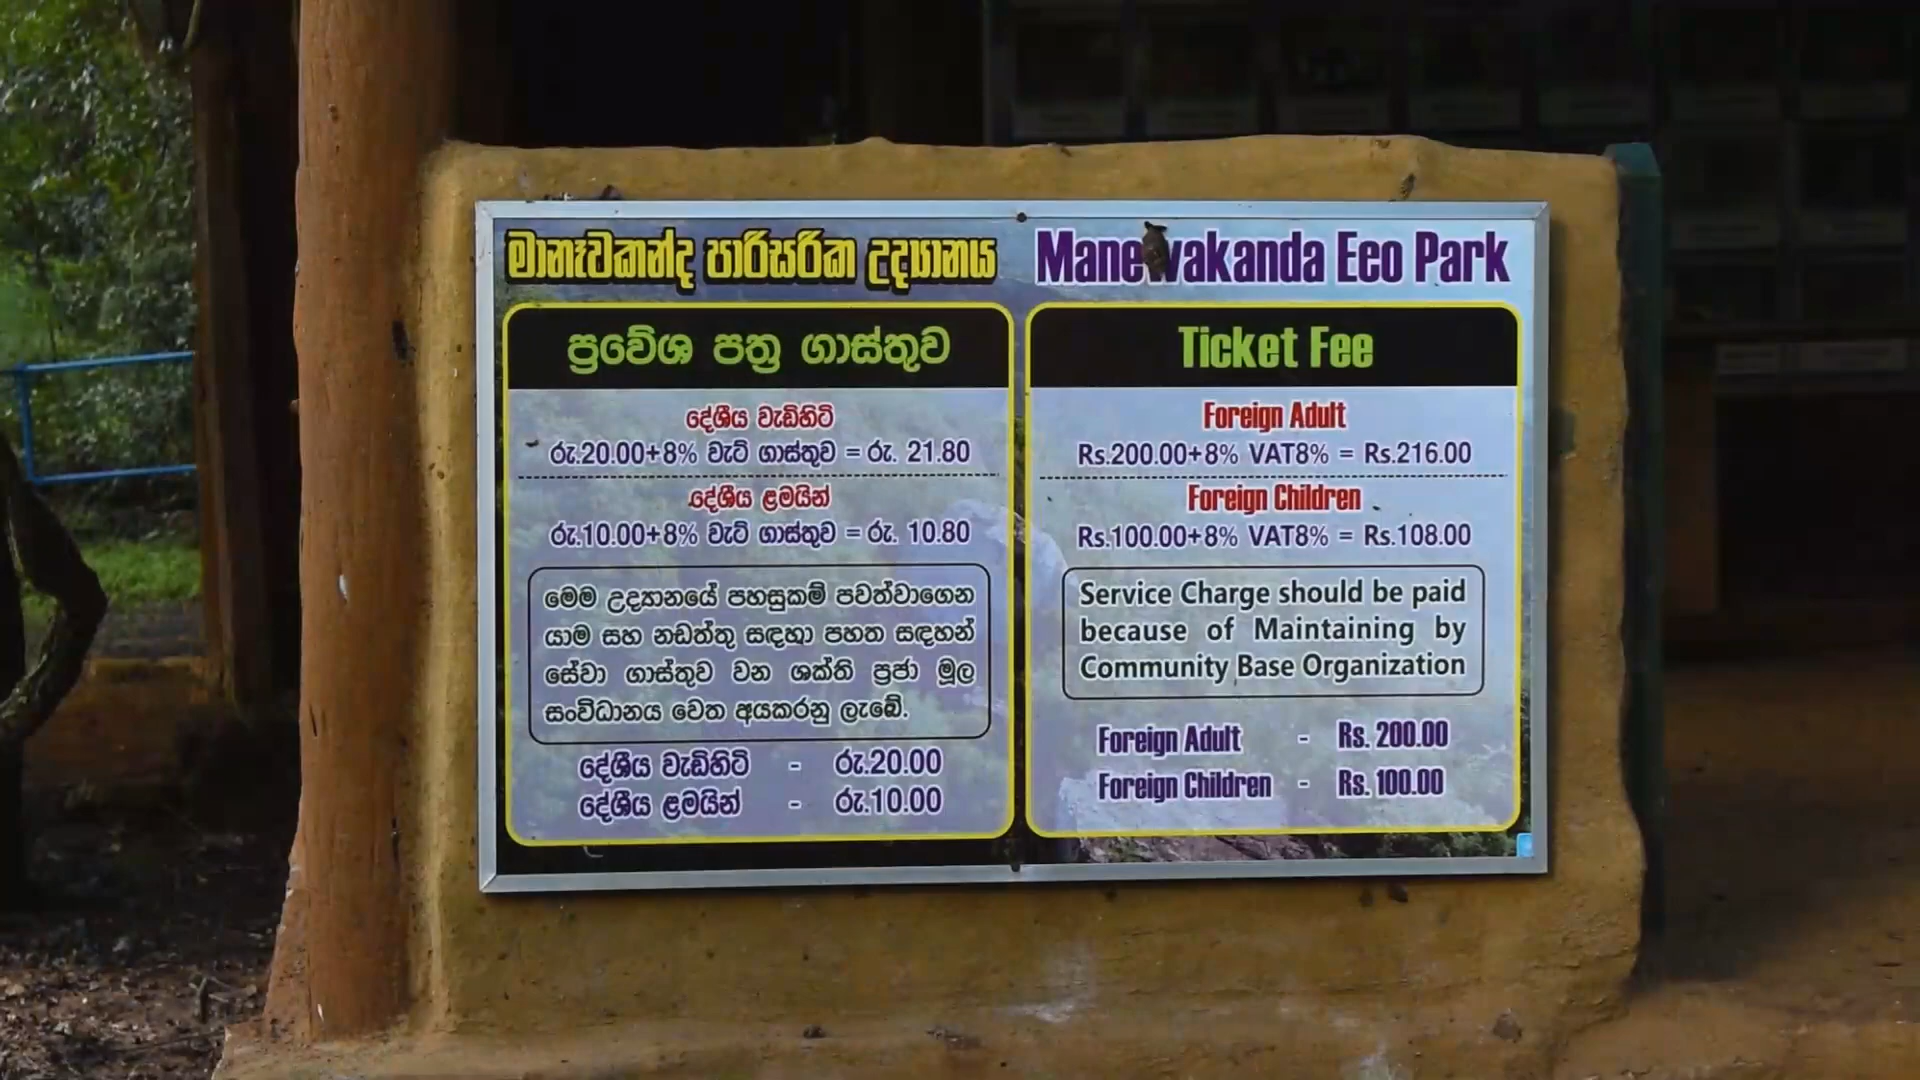 මානෑවකන්ද පාරිසරික උද්‍යානය
ප්‍රවේශ පත්‍ර ගාස්තුව
දේශීය වැඩිහිටි
රු.20.00+8% වැට් ගාස්තුව = රු. 21.80
දේශීය ළමයින්
රු.10.00+8% වැට් ගාස්තුව = රු. 10.80
මෙම උද්‍යානයේ පහසුකම් පවත්වාගෙන
යාම සහ නඩත්තු සඳහා පහත සඳහන්
සේවා ගාස්තුව වන ශක්ති ප්‍රජා මූල
සංවිධානය වෙත අයකරනු ලැබේ.
දේශීය වැඩිහිටි - රු.20.00
දේශීය ළමයින් - රු.10.00
Manewakanda Eco Park
Ticket Fee
Foreign Adult
Rs.200.00+8% VAT8% = Rs.216.00
Foreign Children
Rs.100.00+8% VAT8% = Rs.108.00
Service Charge should be paid
because of Maintaining by
Community Base Organization
Foreign Adult - Rs. 200.00
Foreign Children - Rs. 100.00